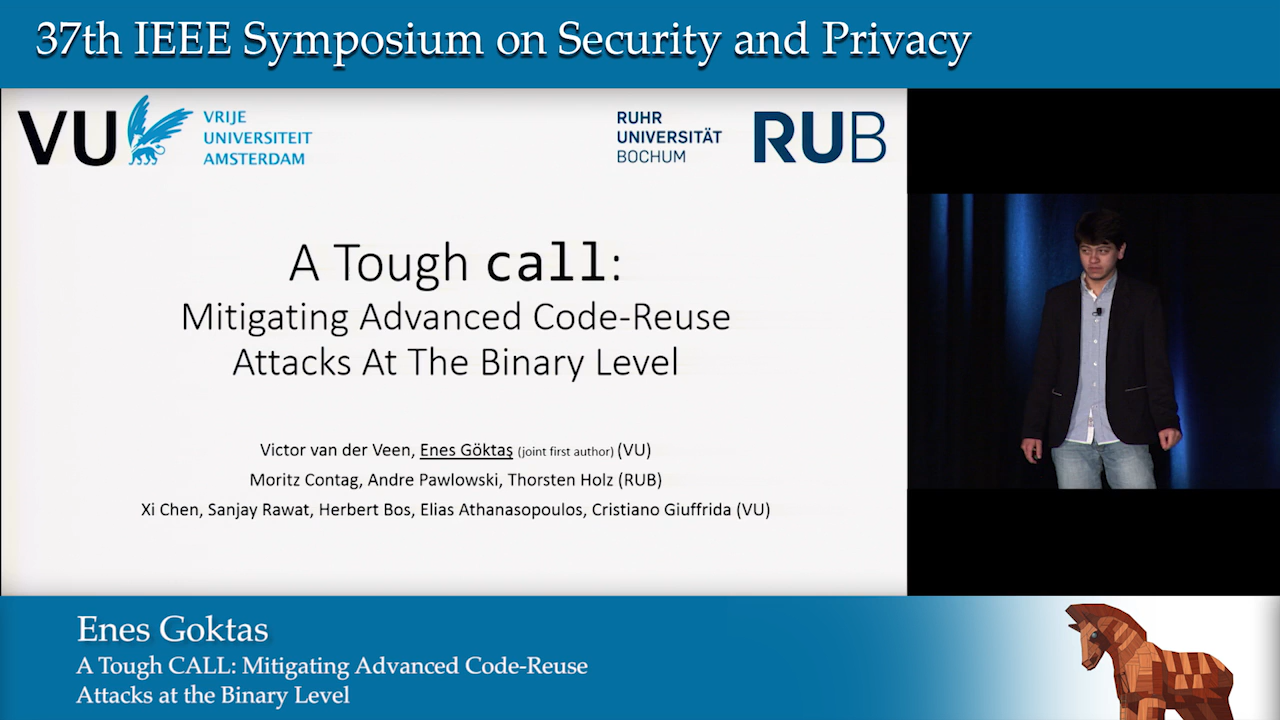 37th IEEE Symposium on Security and Privacy
VU
VRIJE
UNIVERSITEIT
AMSTERDAM
RUHR
UNIVERSITÄT
BOCHUM
RUB
A Tough call:
Mitigating Advanced Code-Reuse
Attacks At The Binary Level
Victor van der Veen, Enes Göktaş (joint first author) (VU)
Moritz Contag, Andre Pawlowski, Thorsten Holz (RUB)
Xi Chen, Sanjay Rawat, Herbert Bos, Elias Athanasopoulos, Cristiano Giuffrida (VU)
Enes Goktas
A Tough CALL: Mitigating Advanced Code-Reuse
Attacks at the Binary Level